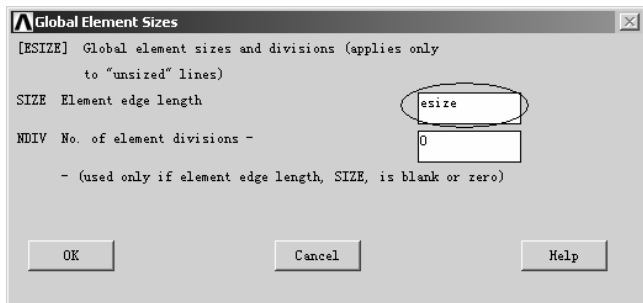 Global Element Sizes
[ESIZE] Global element sizes and divisions (applies only
to "unsized" lines)
SIZE Element edge length esize
NDIV No. of element divisions - 0
- (used only if element edge length, SIZE, is blank or zero)
OK Cancel Help